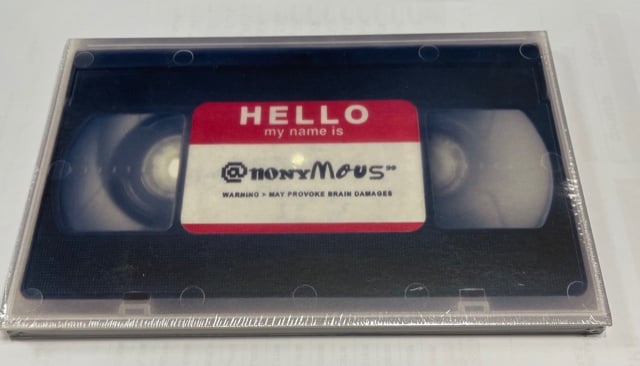 HELLO
my name is
@nonyMous"
WARNING > MAY PROVOKE BRAIN DAMAGES